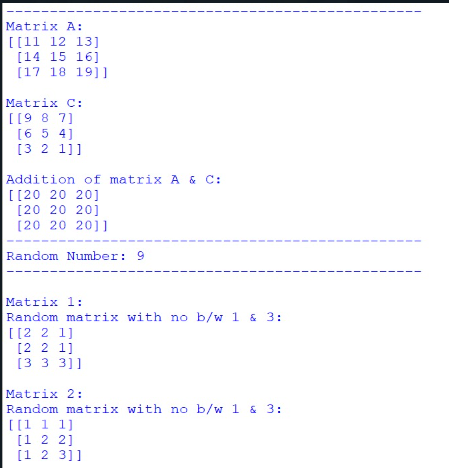 ------------------------------------------------
Matrix A:
[[11 12 13]
 [14 15 16]
 [17 18 19]]
Matrix C:
[[9 8 7]
 [6 5 4]
 [3 2 1]]
Addition of matrix A & C:
[[20 20 20]
 [20 20 20]
 [20 20 20]]
------------------------------------------------
Random Number: 9
------------------------------------------------
Matrix 1:
Random matrix with no b/w 1 & 3:
[[2 2 1]
 [2 2 1]
 [3 3 3]]
Matrix 2:
Random matrix with no b/w 1 & 3:
[[1 1 1]
 [1 2 2]
 [1 2 3]]